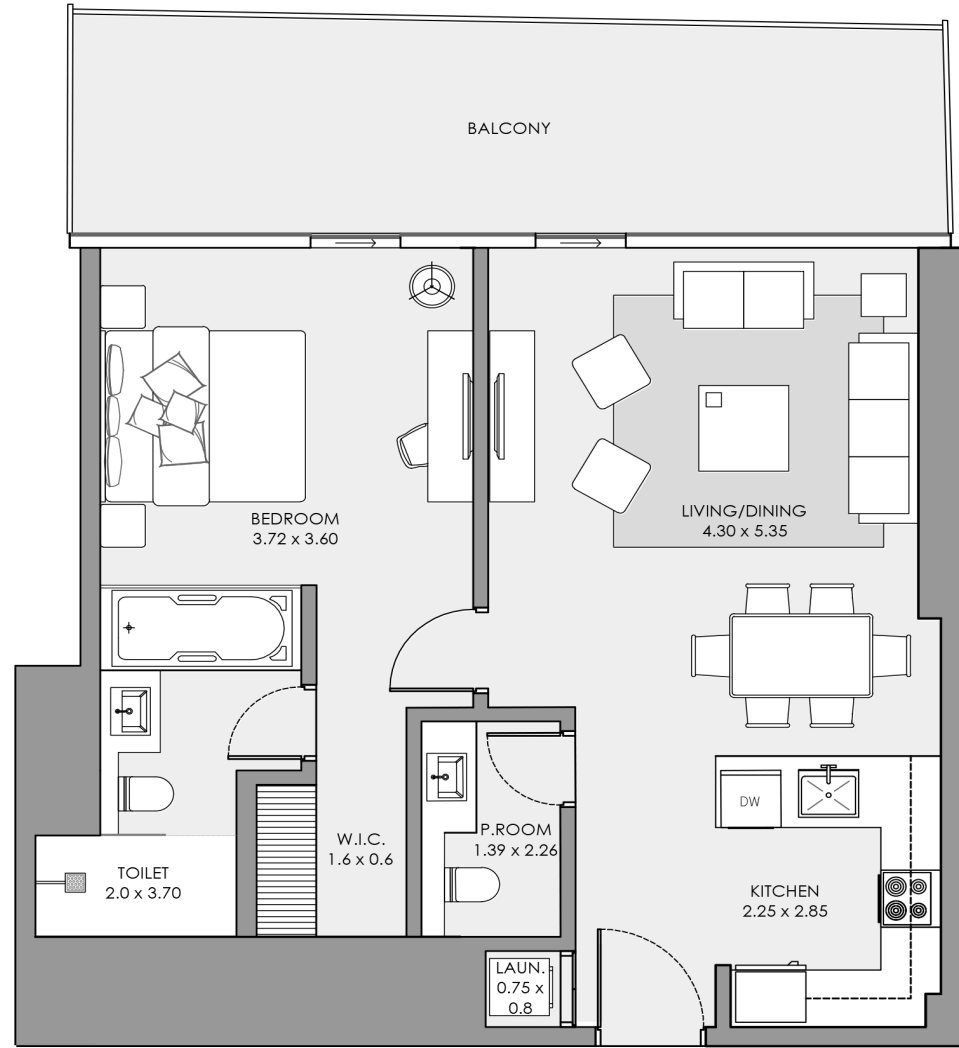 BALCONY
BEDROOM
3.72 x 3.60
LIVING/DINING
4.30 x 5.35
DW
P.ROOM
1.39 x 2.26
W.I.C.
1.6 x 0.6
TOILET
2.0 x 3.70
KITCHEN
2.25 x 2.85
LAUN.
0.75 x
0.8